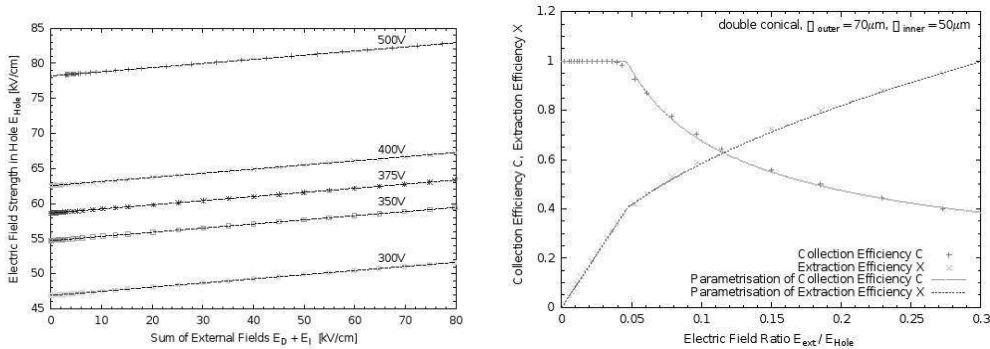 Electric Field Strength in Hole E_Hole [kV/cm]
85
80
75
70
65
60
55
50
45
500V
400V
375V
350V
300V
0 10 20 30 40 50 60 70 80
Sum of External Fields E_D + E_I [kV/cm]
Collection Efficiency C, Extraction Efficiency X
1.2
1
0.8
0.6
0.4
0.2
0
double conical, ▯ outer = 70μm, ▯ inner = 50μm
Collection Efficiency C
Extraction Efficiency X
Parametrisation of Collection Efficiency C
Parametrisation of Extraction Efficiency X
0 0.05 0.1 0.15 0.2 0.25 0.3
Electric Field Ratio E_ext / E_Hole